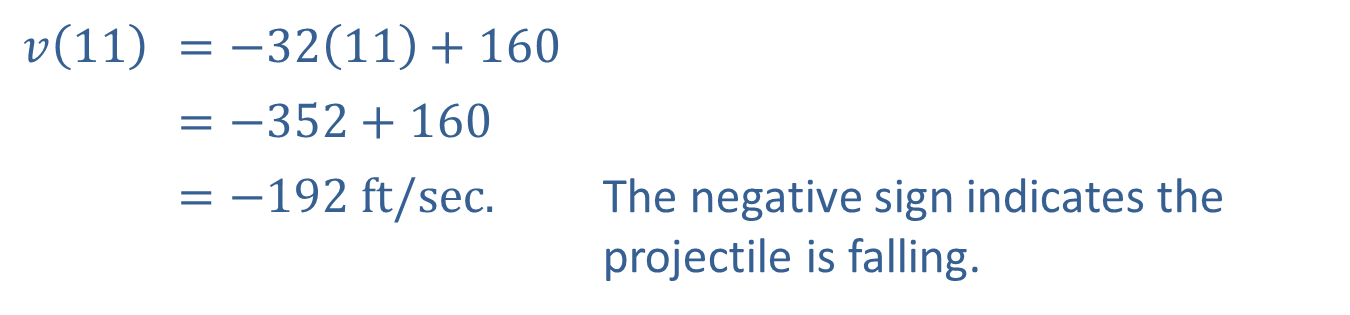 v(11) = −32(11) + 160
= −352 + 160
= −192 ft/sec. The negative sign indicates the
projectile is falling.